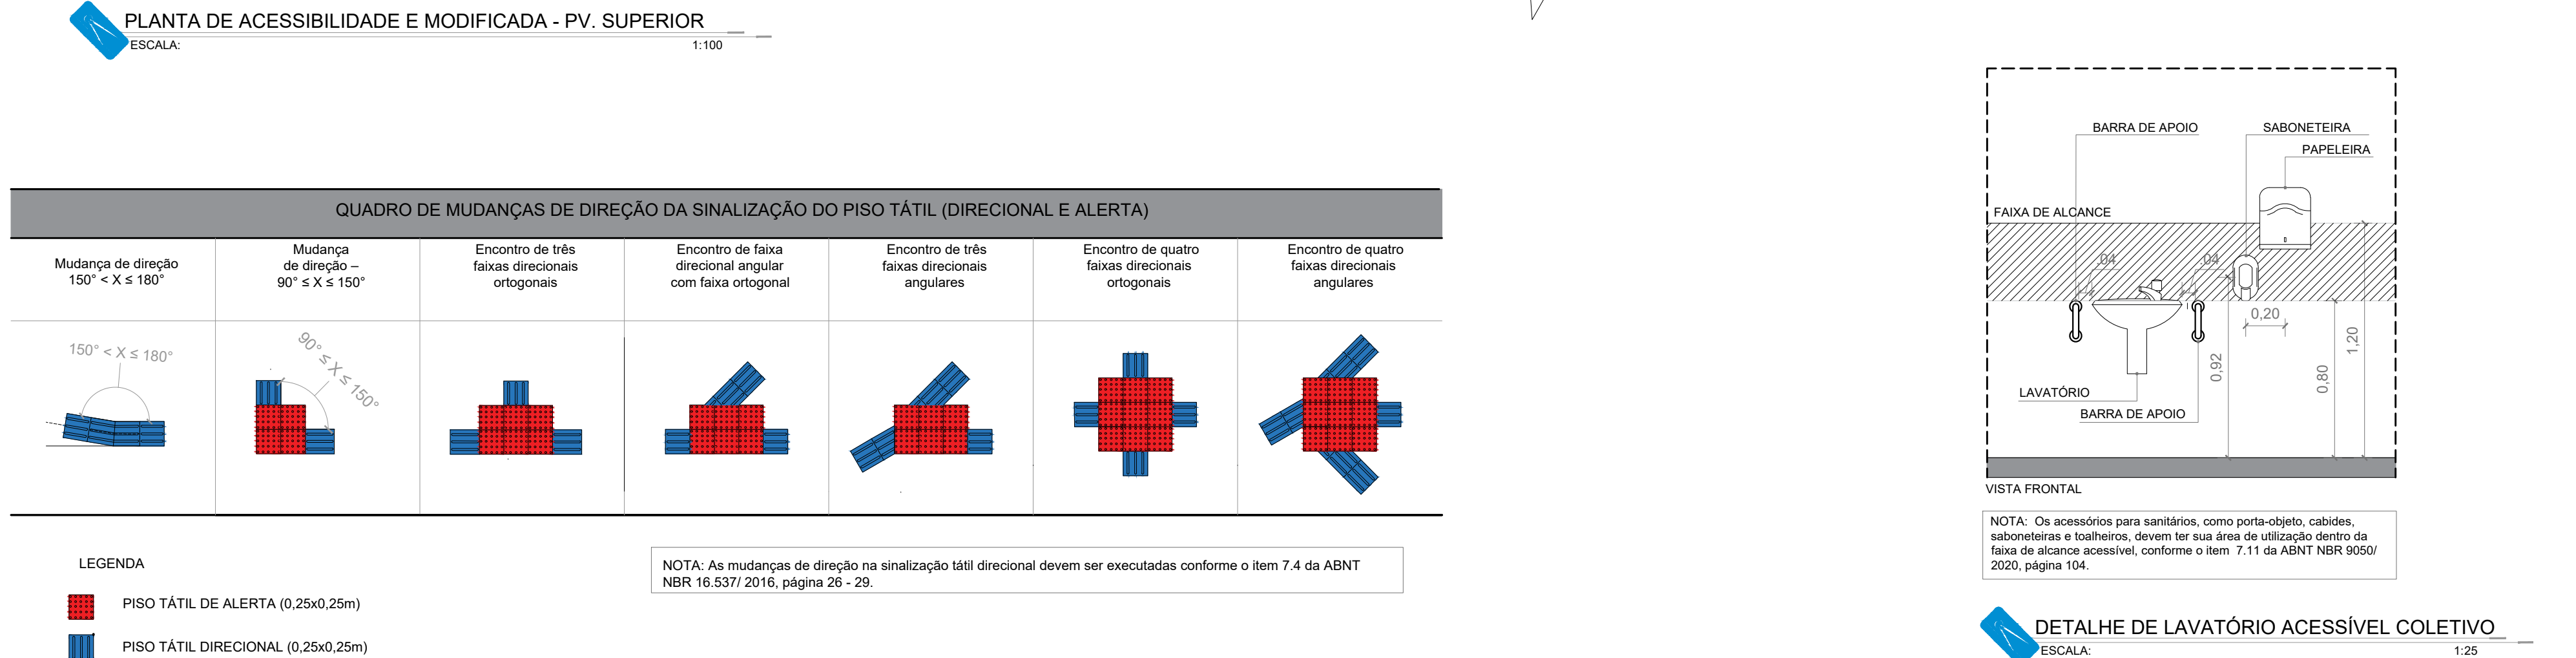 PLANTA DE ACESSIBILIDADE E MODIFICADA - PV. SUPERIOR
ESCALA: 1:100
QUADRO DE MUDANÇAS DE DIREÇÃO DA SINALIZAÇÃO DO PISO TÁTIL (DIRECIONAL E ALERTA)
Mudança de direção
150° < X ≤ 180°
Mudança
de direção –
90° ≤ X ≤ 150°
Encontro de três
faixas direcionais
ortogonais
Encontro de faixa
direcional angular
com faixa ortogonal
Encontro de três
faixas direcionais
angulares
Encontro de quatro
faixas direcionais
ortogonais
Encontro de quatro
faixas direcionais
angulares
150° < X ≤ 180°
90° ≤ X ≤ 150°
LEGENDA
PISO TÁTIL DE ALERTA (0,25x0,25m)
PISO TÁTIL DIRECIONAL (0,25x0,25m)
NOTA: As mudanças de direção na sinalização tátil direcional devem ser executadas conforme o item 7.4 da ABNT
NBR 16.537/ 2016, página 26 - 29.
BARRA DE APOIO
SABONETEIRA
PAPELEIRA
FAIXA DE ALCANCE
.04
.04
0,20
0,92
0,80
1,20
LAVATÓRIO
BARRA DE APOIO
VISTA FRONTAL
NOTA: Os acessórios para sanitários, como porta-objeto, cabides,
saboneteiras e toalheiros, devem ter sua área de utilização dentro da
faixa de alcance acessível, conforme o item 7.11 da ABNT NBR 9050/
2020, página 104.
DETALHE DE LAVATÓRIO ACESSÍVEL COLETIVO
ESCALA: 1:25